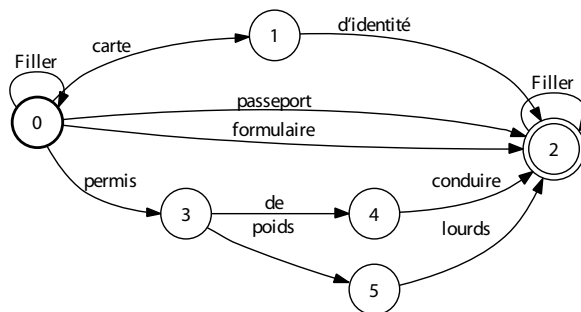 carte
1
d'identité
Filler
Filler
passeport
0
formulaire
2
permis
de
conduire
3
4
poids
lourds
5